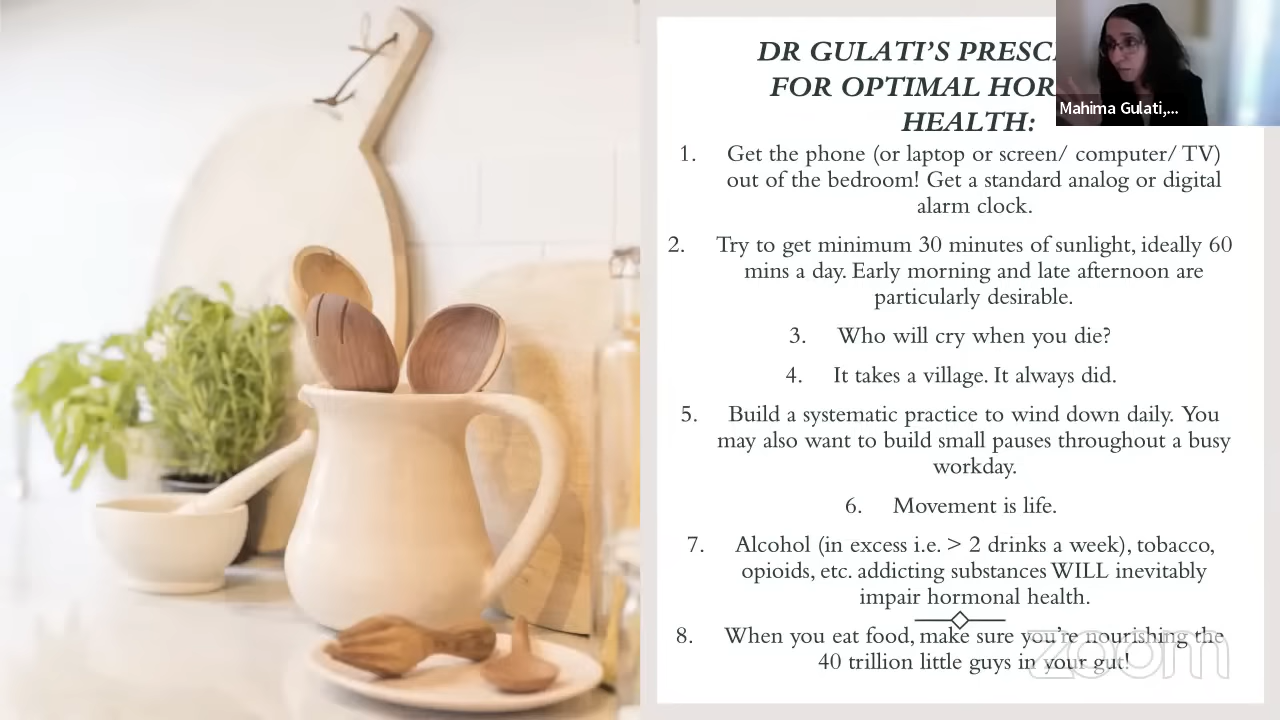 DR GULATI'S
FOR OPTIMAL
HEALTH:
Mahima Gulati,...
1. Get the phone (or laptop or screen/ computer/ TV)
out of the bedroom! Get a standard analog or digital
alarm clock.
2. Try to get minimum 30 minutes of sunlight, ideally 60
mins a day. Early morning and late afternoon are
particularly desirable.
3. Who will cry when you die?
4. It takes a village. It always did.
5. Build a systematic practice to wind down daily. You
may also want to build small pauses throughout a busy
workday.
6. Movement is life.
7. Alcohol (in excess i.e. > 2 drinks a week), tobacco,
opioids, etc. addicting substances WILL inevitably
impair hormonal health.
8. When you eat food, make sure you're nourishing the
40 trillion little guys in your gut!
zoom